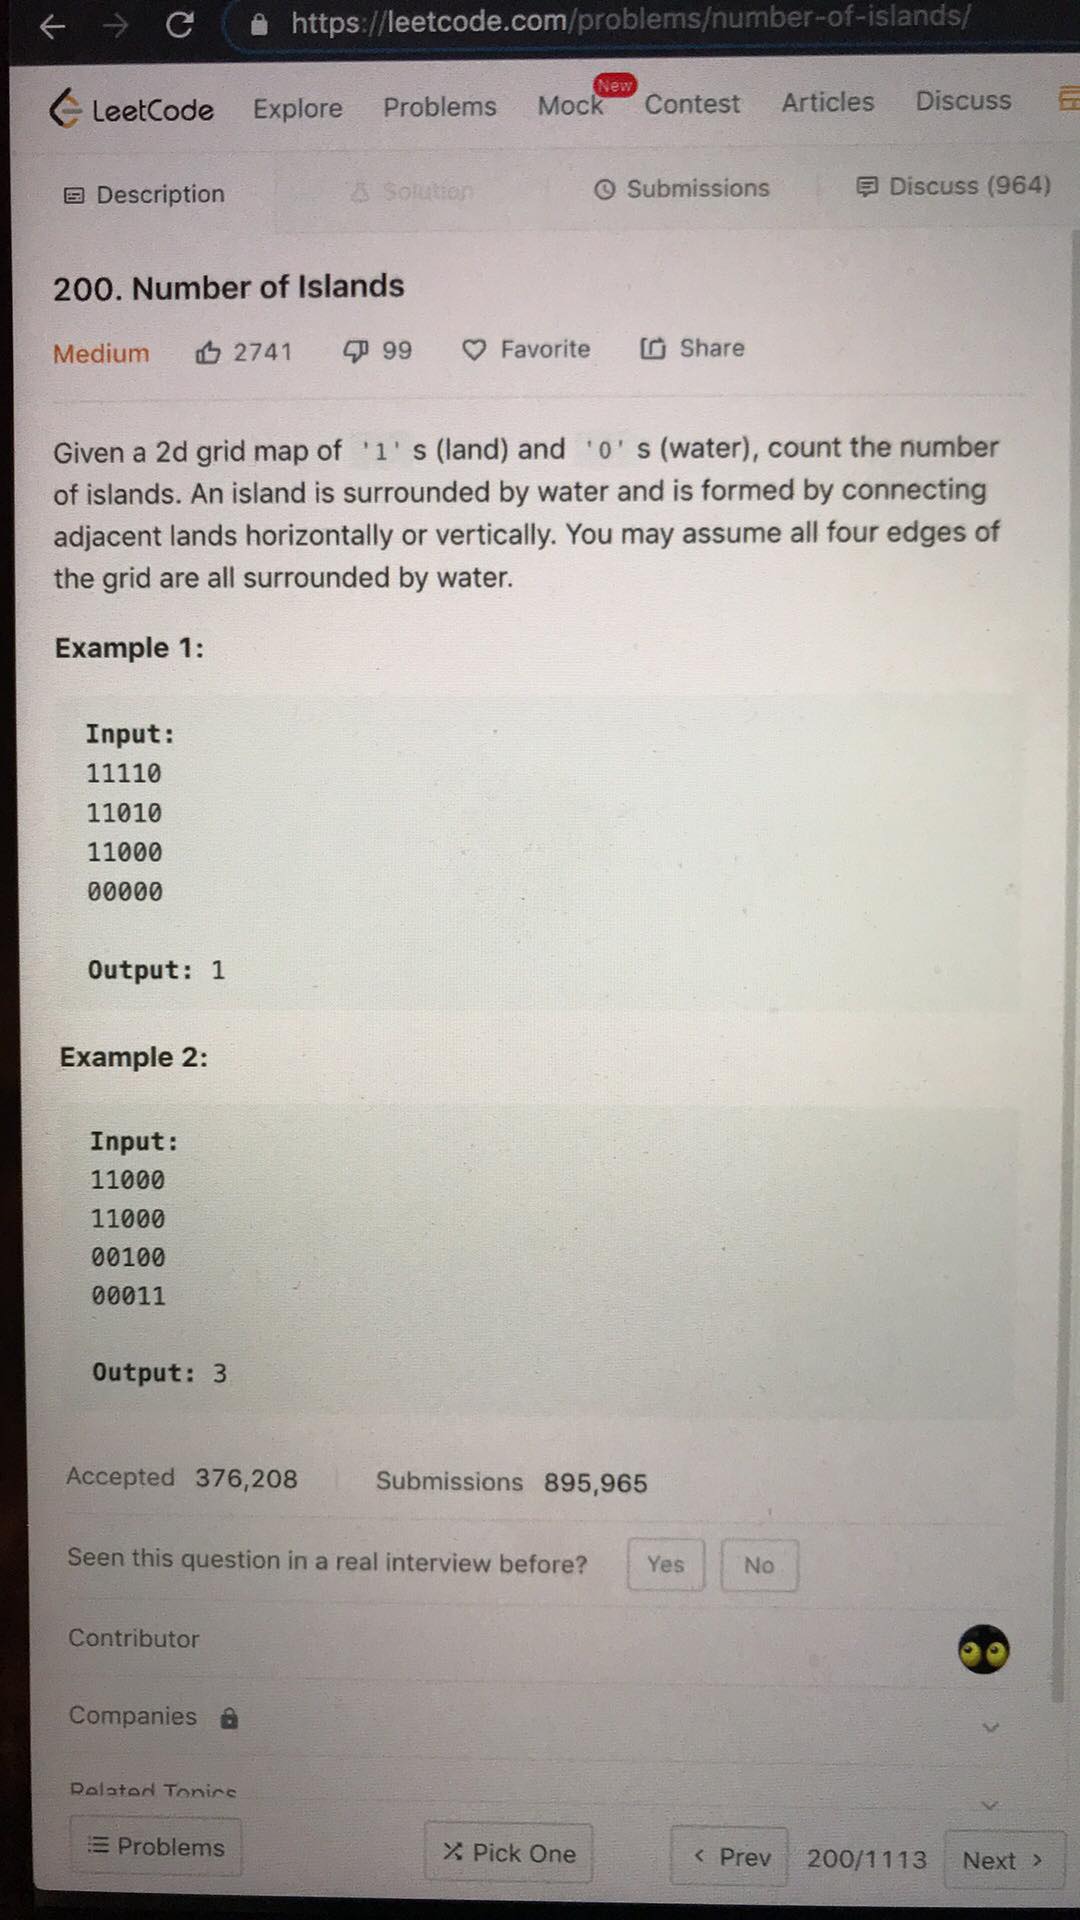 https://leetcode.com/problems/number-of-islands/
LeetCode Explore Problems Mock New Contest Articles Discuss
Description Solution Submissions Discuss (964)
200. Number of Islands
Medium 2741 99 Favorite Share
Given a 2d grid map of '1' s (land) and '0' s (water), count the number
of islands. An island is surrounded by water and is formed by connecting
adjacent lands horizontally or vertically. You may assume all four edges of
the grid are all surrounded by water.
Example 1:
Input:
11110
11010
11000
00000
Output: 1
Example 2:
Input:
11000
11000
00100
00011
Output: 3
Accepted 376,208 Submissions 895,965
Seen this question in a real interview before? Yes No
Contributor
Companies
Related Topics
Problems Pick One < Prev 200/1113 Next >